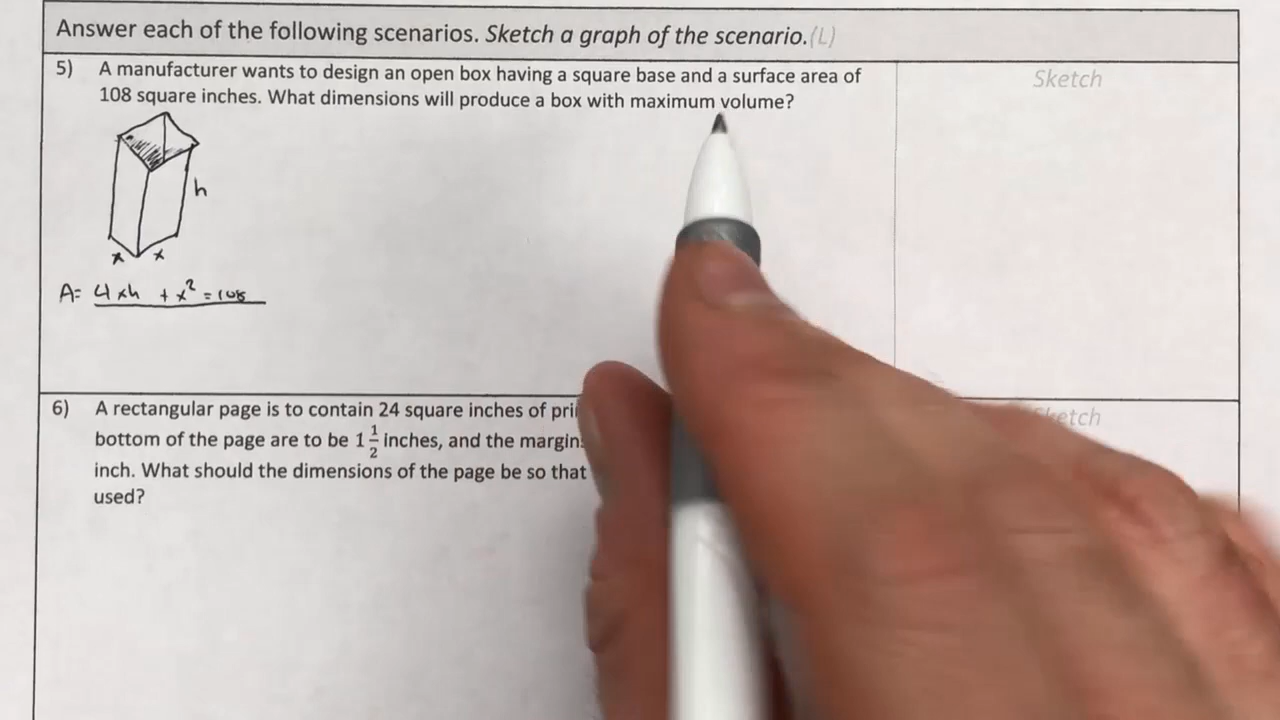 Answer each of the following scenarios. Sketch a graph of the scenario. (L)
5) A manufacturer wants to design an open box having a square base and a surface area of
108 square inches. What dimensions will produce a box with maximum volume?
Sketch
h
x x
A= 4xh + x² = 108
6) A rectangular page is to contain 24 square inches of
bottom of the page are to be 1 1/2 inches, and the
inch. What should the dimensions of the page be so that
used?